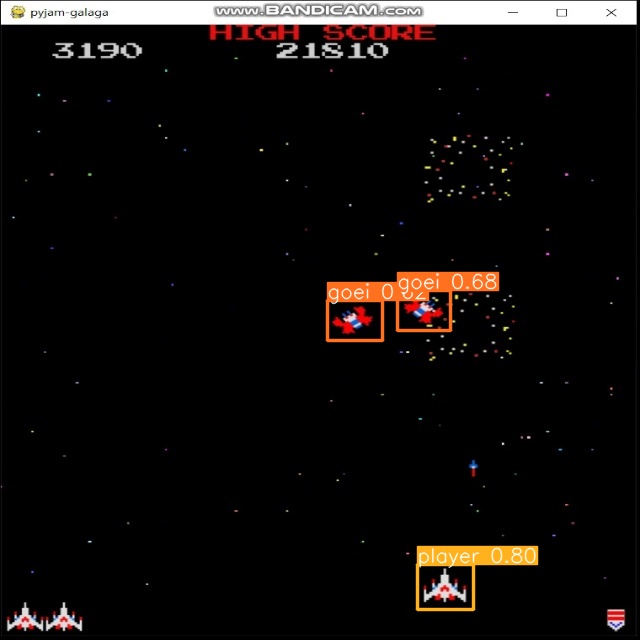 pyjam-galaga
www.BANDICAM.com
HIGH SCORE
3190 21810
goei 0.62
goei 0.68
player 0.80